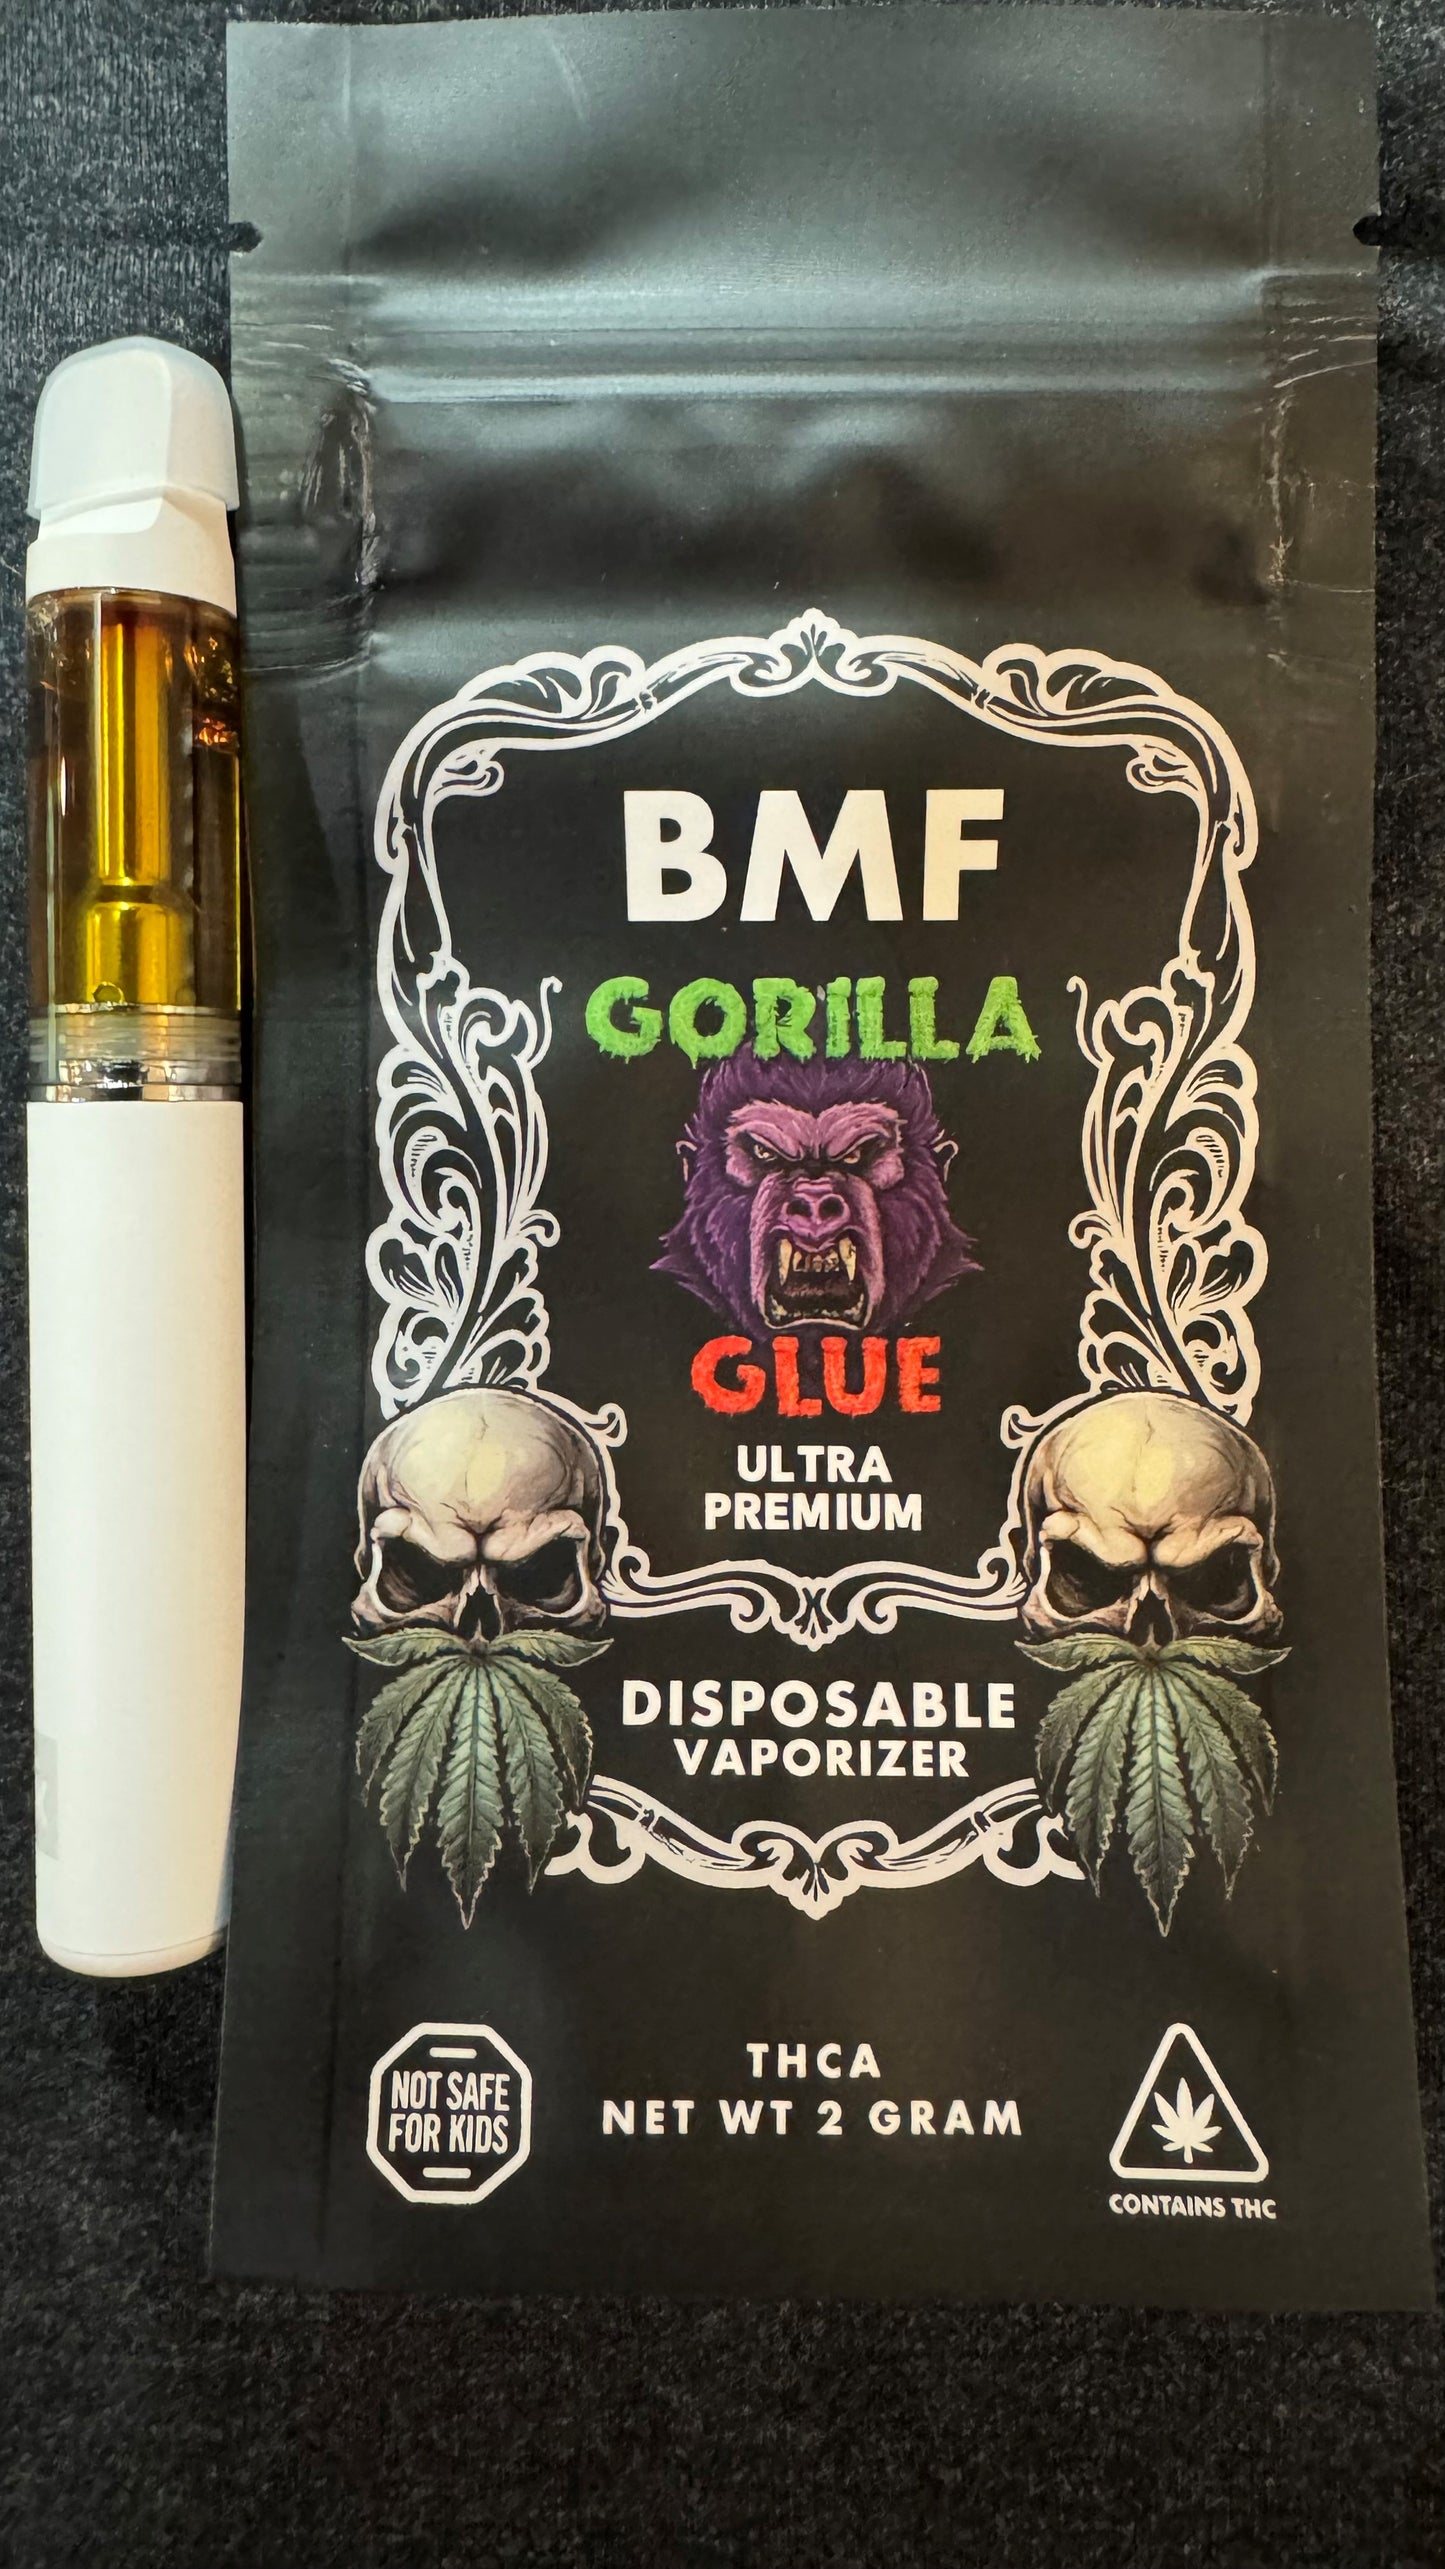 BMF
GORILLA
GLUE
ULTRA
PREMIUM
DISPOSABLE
VAPORIZER
NOT SAFE
FOR KIDS
THCA
NET WT 2 GRAM
CONTAINS THC